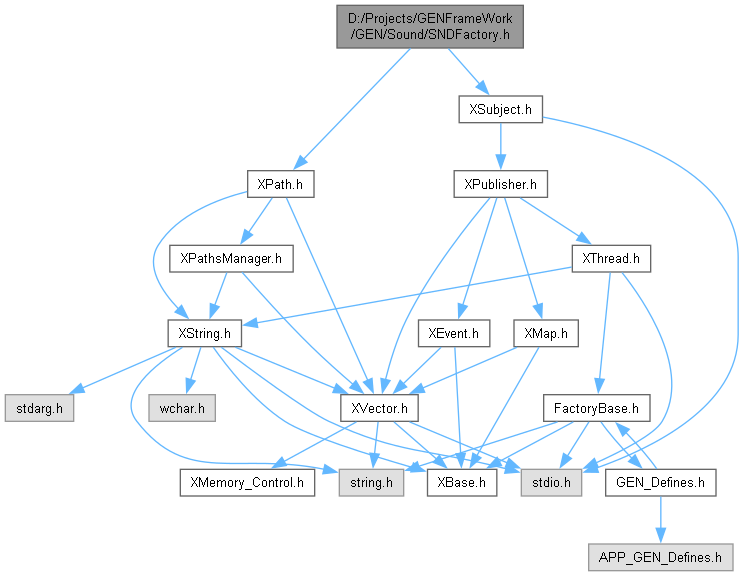 D:/Projects/GENFrameWork
/GEN/Sound/SNDFactory.h
XSubject.h
XPath.h
XPublisher.h
XPathsManager.h
XThread.h
XString.h
XEvent.h
XMap.h
stdarg.h
wchar.h
XVector.h
FactoryBase.h
XMemory_Control.h
string.h
XBase.h
stdio.h
GEN_Defines.h
APP_GEN_Defines.h